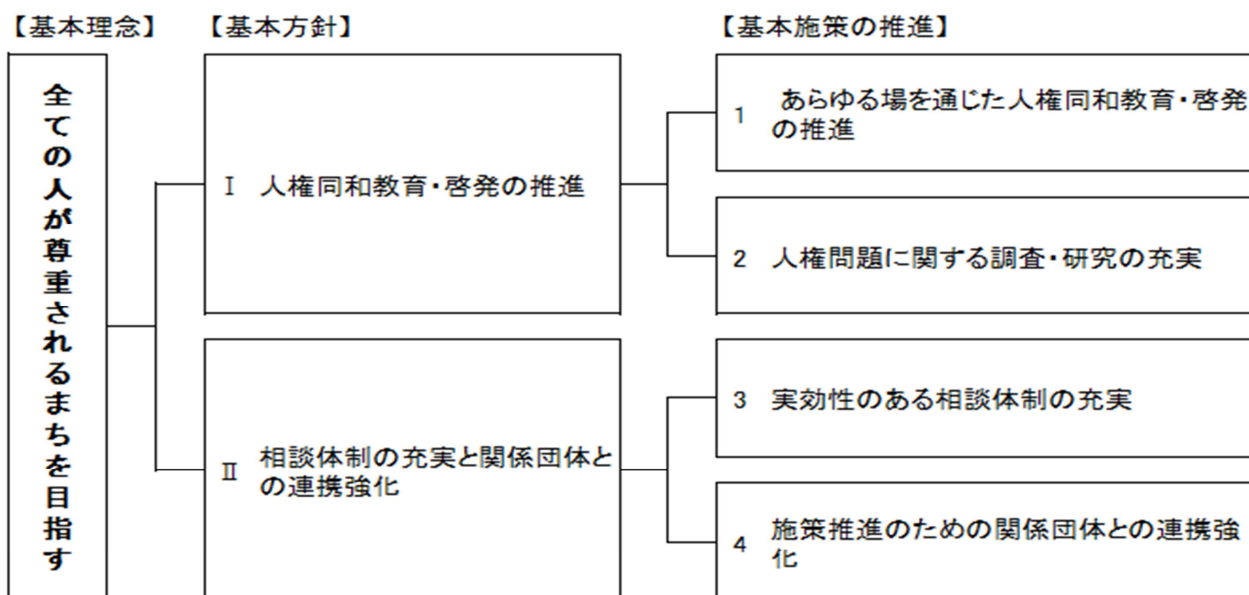 【基本理念】
【基本方針】
【基本施策の推進】
全ての人が尊重されるまちを目指す
Ⅰ 人権同和教育・啓発の推進
Ⅱ 相談体制の充実と関係団体と
の連携強化
1 あらゆる場を通じた人権同和教育・啓発
の推進
2 人権問題に関する調査・研究の充実
3 実効性のある相談体制の充実
4 施策推進のための関係団体との連携強
化